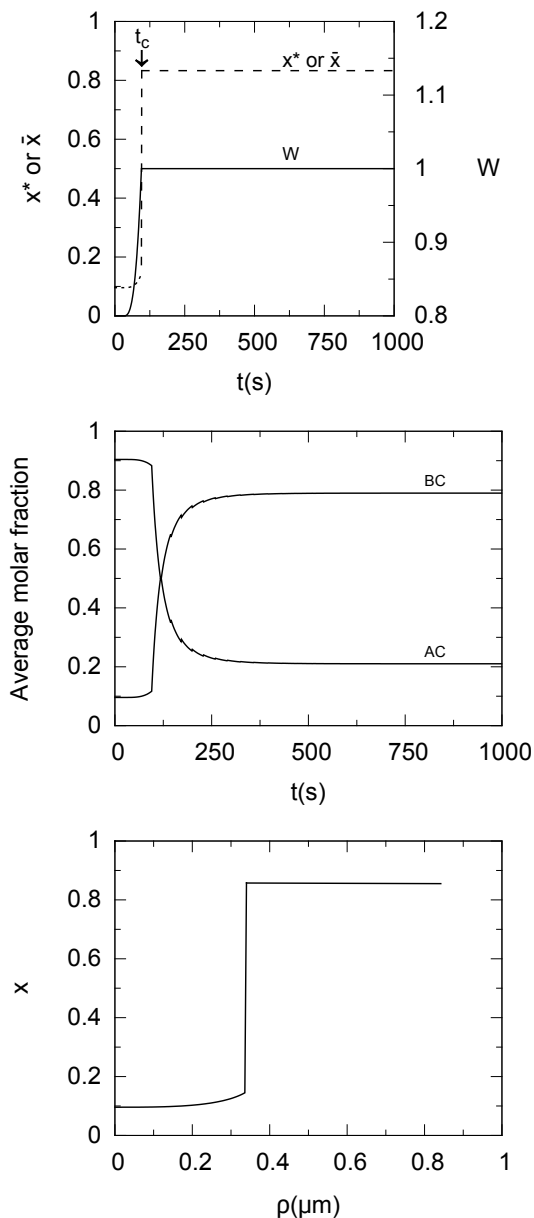 1 1.2
t_c
x* or x̄
0.8
1.1
0.6
x* or x̄
W
1 W
0.4
0.9
0.2
0 0.8
0 250 500 750 1000
t(s)
1
BC
0.8
Average molar fraction
0.6
0.4
AC
0.2
0
0 250 500 750 1000
t(s)
1
0.8
0.6
x
0.4
0.2
0
0 0.2 0.4 0.6 0.8 1
ρ(μm)